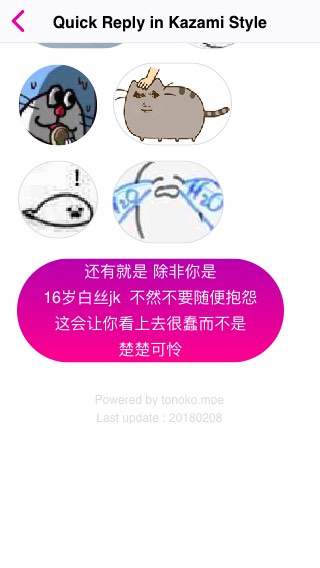 Quick Reply in Kazami Style
!
H2O
H2O
还有就是 除非你是
16岁白丝jk 不然不要随便抱怨
这会让你看上去很蠢而不是
楚楚可怜
Powered by tonoko.moe
Last update : 20180208